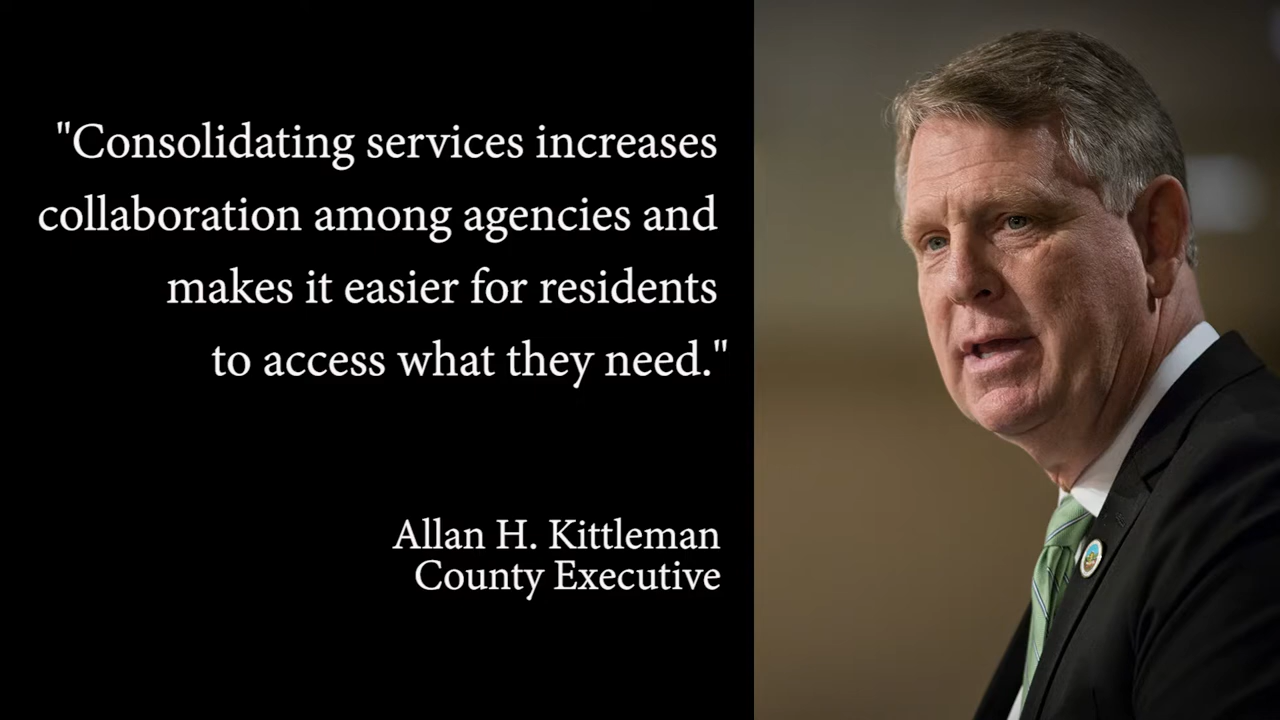 "Consolidating services increases
collaboration among agencies and
makes it easier for residents
to access what they need."
Allan H. Kittleman
County Executive